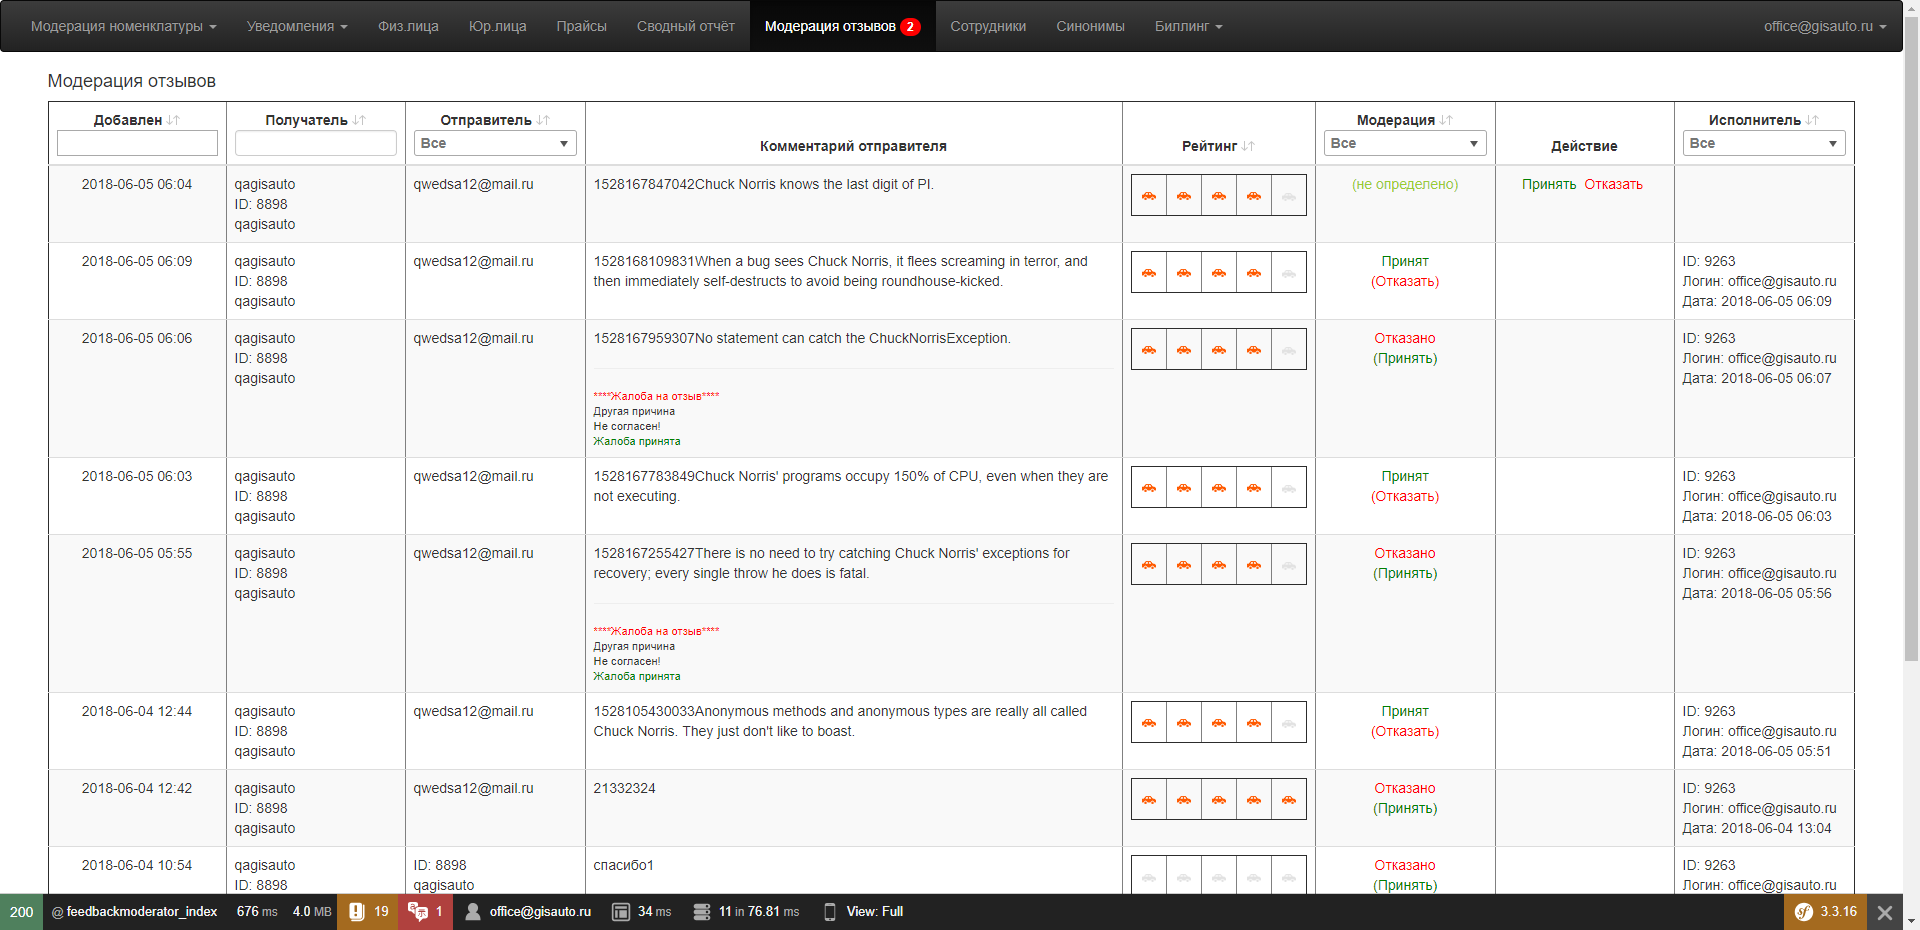 Модерация номенклатуры Уведомления Физ.лица Юр.лица Прайсы Сводный отчёт Модерация отзывов 2 Сотрудники Синонимы Биллинг office@gisauto.ru
Модерация отзывов
Добавлен Получатель Отправитель Комментарий отправителя Рейтинг Модерация Действие Исполнитель
Все Все Все
2018-06-05 06:04 qagisauto qwedsa12@mail.ru 1528167847042Chuck Norris knows the last digit of PI. (не определено) Принять Отказать
ID: 8898
qagisauto
2018-06-05 06:09 qagisauto qwedsa12@mail.ru 1528168109831When a bug sees Chuck Norris, it flees screaming in terror, and Принят ID: 9263
ID: 8898 then immediately self-destructs to avoid being roundhouse-kicked. (Отказать) Логин: office@gisauto.ru
qagisauto Дата: 2018-06-05 06:09
2018-06-05 06:06 qagisauto qwedsa12@mail.ru 1528167959307No statement can catch the ChuckNorrisException. Отказано ID: 9263
ID: 8898 (Принять) Логин: office@gisauto.ru
qagisauto Дата: 2018-06-05 06:07
****Жалоба на отзыв****
Другая причина
Не согласен!
Жалоба принята
2018-06-05 06:03 qagisauto qwedsa12@mail.ru 1528167783849Chuck Norris' programs occupy 150% of CPU, even when they are Принят ID: 9263
ID: 8898 not executing. (Отказать) Логин: office@gisauto.ru
qagisauto Дата: 2018-06-05 06:03
2018-06-05 05:55 qagisauto qwedsa12@mail.ru 1528167255427There is no need to try catching Chuck Norris' exceptions for Отказано ID: 9263
ID: 8898 recovery; every single throw he does is fatal. (Принять) Логин: office@gisauto.ru
qagisauto Дата: 2018-06-05 05:56
****Жалоба на отзыв****
Другая причина
Не согласен!
Жалоба принята
2018-06-04 12:44 qagisauto qwedsa12@mail.ru 1528105430033Anonymous methods and anonymous types are really all called Принят ID: 9263
ID: 8898 Chuck Norris. They just don't like to boast. (Отказать) Логин: office@gisauto.ru
qagisauto Дата: 2018-06-05 05:51
2018-06-04 12:42 qagisauto qwedsa12@mail.ru 21332324 Отказано ID: 9263
ID: 8898 (Принять) Логин: office@gisauto.ru
qagisauto Дата: 2018-06-04 13:04
2018-06-04 10:54 qagisauto ID: 8898 спасибо1 Отказано ID: 9263
ID: 8898 qagisauto (Принять) Логин: office@gisauto.ru
200 @ feedbackmoderator_index 676 ms 4.0 MB 19 1 office@gisauto.ru 34 ms 11 in 76.81 ms View: Full sf 3.3.16